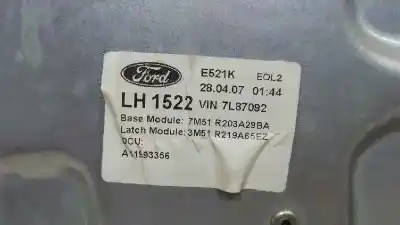 Ford E521K EOL2
28.04.07 01:44
LH 1522 VIN 7L87092
Base Module: 7M51 R203A29BA
Latch Module: 3M51 R219A65EZ
DCU:
A11993356